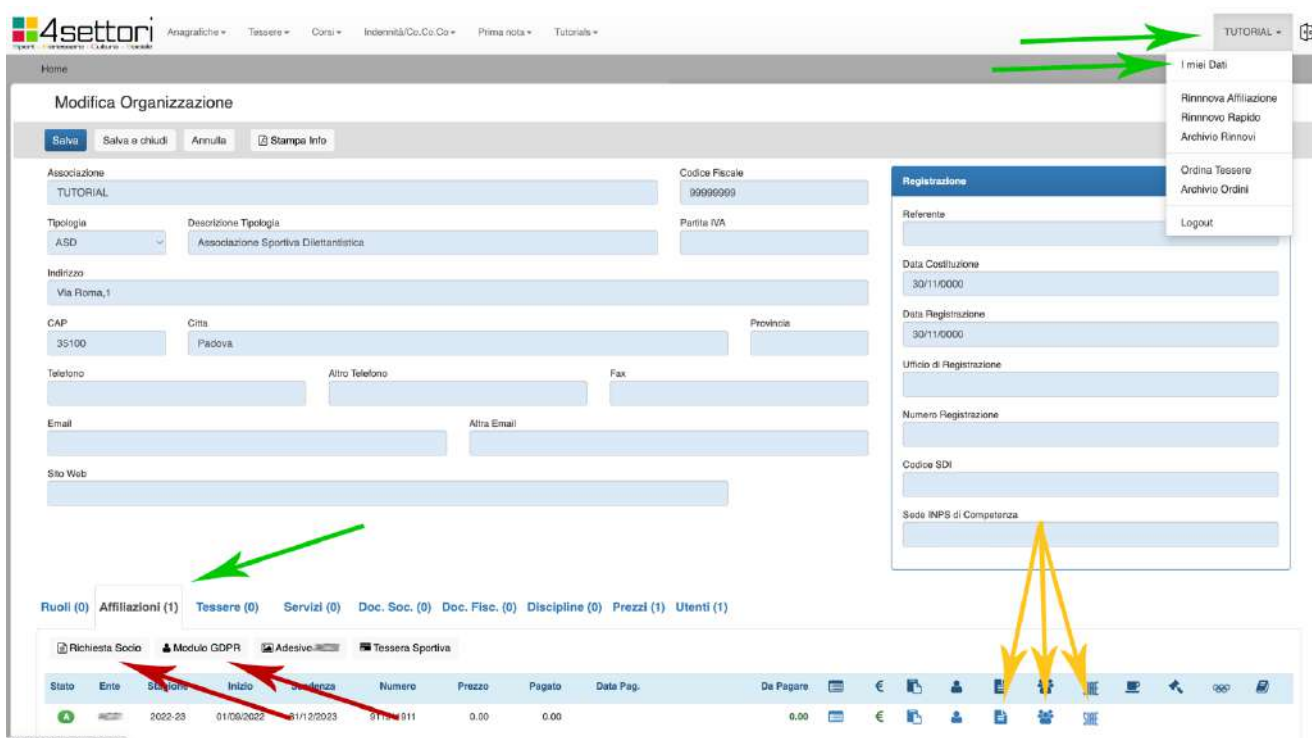 4settori Anagrafiche Tessere Corsi Indennità/Co.Co.Co Prima nota Tutorials TUTORIAL
Sport - Benessere - Cultura - Sociale
Home
I miei Dati
Rinnnova Affiliazione
Rinnnovo Rapido
Archivio Rinnovi
Ordina Tessere
Archivio Ordini
Logout
Modifica Organizzazione
Salva Salva e chiudi Annulla Stampa Info
Associazione Codice Fiscale
TUTORIAL 99999999
Tipologia Descrizione Tipologia Partita IVA
ASD Associazione Sportiva Dilettantistica
Indirizzo
Via Roma,1
CAP Citta Provincia
35100 Padova
Telefono Altro Telefono Fax
Email Altra Email
Sito Web
Registrazione
Referente
Data Costituzione
30/11/0000
Data Registrazione
30/11/0000
Ufficio di Registrazione
Numero Registrazione
Codice SDI
Sede INPS di Competenza
Ruoli (0) Affiliazioni (1) Tessere (0) Servizi (0) Doc. Soc. (0) Doc. Fisc. (0) Discipline (0) Prezzi (1) Utenti (1)
Richiesta Socio Modulo GDPR Adesivo Tessera Sportiva
Stato Ente Stagione Inizio Scadenza Numero Prezzo Pagato Data Pag. Da Pagare €
A 2022-23 01/09/2022 31/12/2023 0.00 0.00 0.00 €